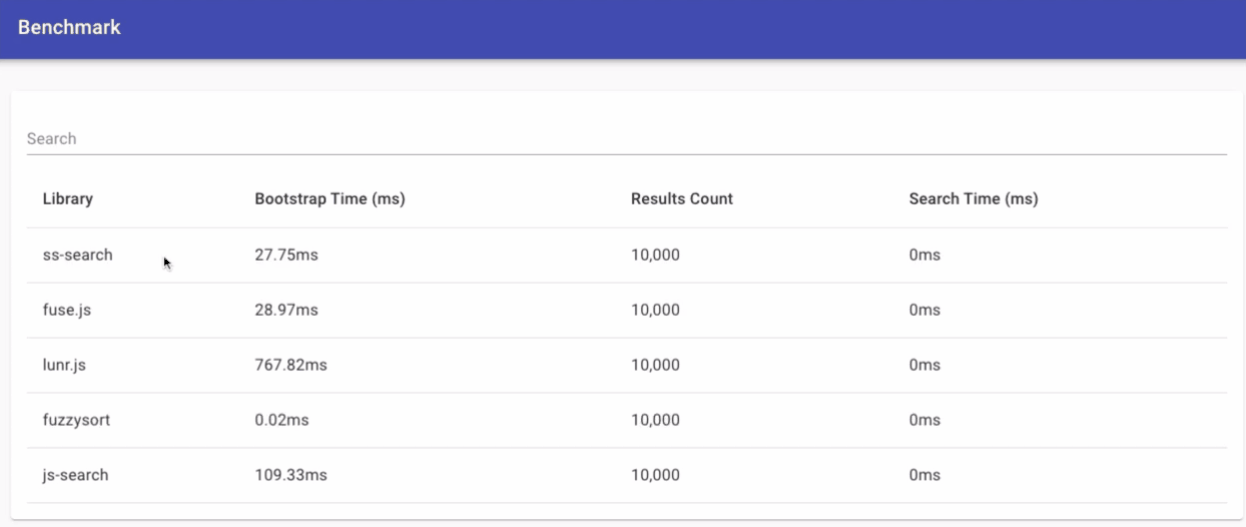 Benchmark
Search
Library Bootstrap Time (ms) Results Count Search Time (ms)
ss-search 27.75ms 10,000 0ms
fuse.js 28.97ms 10,000 0ms
lunr.js 767.82ms 10,000 0ms
fuzzysort 0.02ms 10,000 0ms
js-search 109.33ms 10,000 0ms